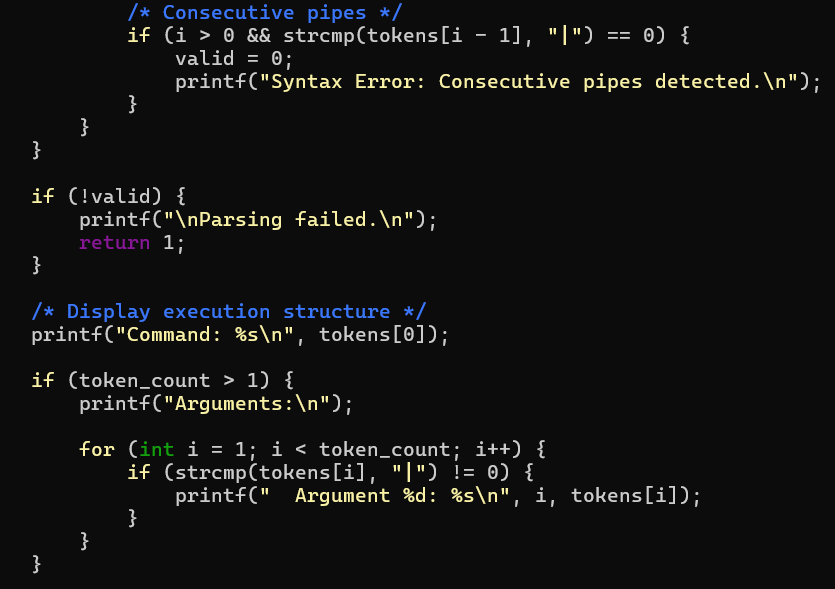 /* Consecutive pipes */
        if (i > 0 && strcmp(tokens[i - 1], "|") == 0) {
            valid = 0;
            printf("Syntax Error: Consecutive pipes detected.\n");
        }
    }
}

if (!valid) {
    printf("\nParsing failed.\n");
    return 1;
}

/* Display execution structure */
printf("Command: %s\n", tokens[0]);

if (token_count > 1) {
    printf("Arguments:\n");

    for (int i = 1; i < token_count; i++) {
        if (strcmp(tokens[i], "|") != 0) {
            printf("  Argument %d: %s\n", i, tokens[i]);
        }
    }
}